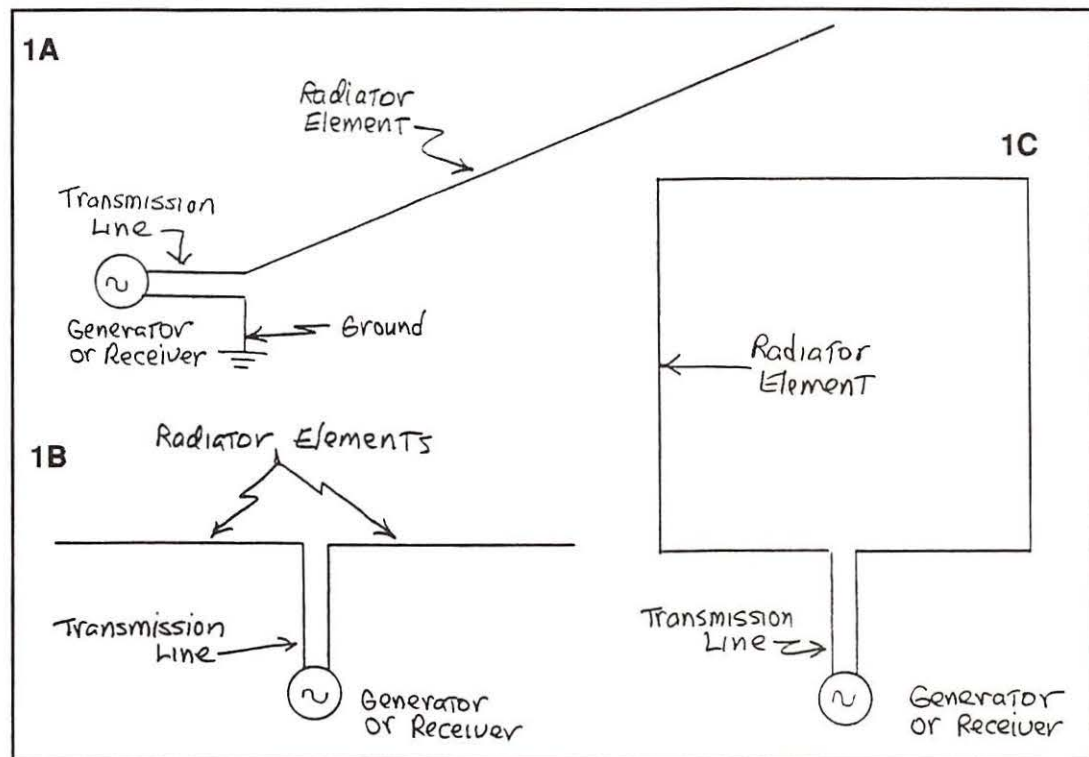 1A
Radiator
Element
Transmission
Line
Generator
or Receiver
Ground
1B
Radiator Elements
Transmission
Line
Generator
or Receiver
1C
Radiator
Element
Transmission
Line
Generator
or Receiver